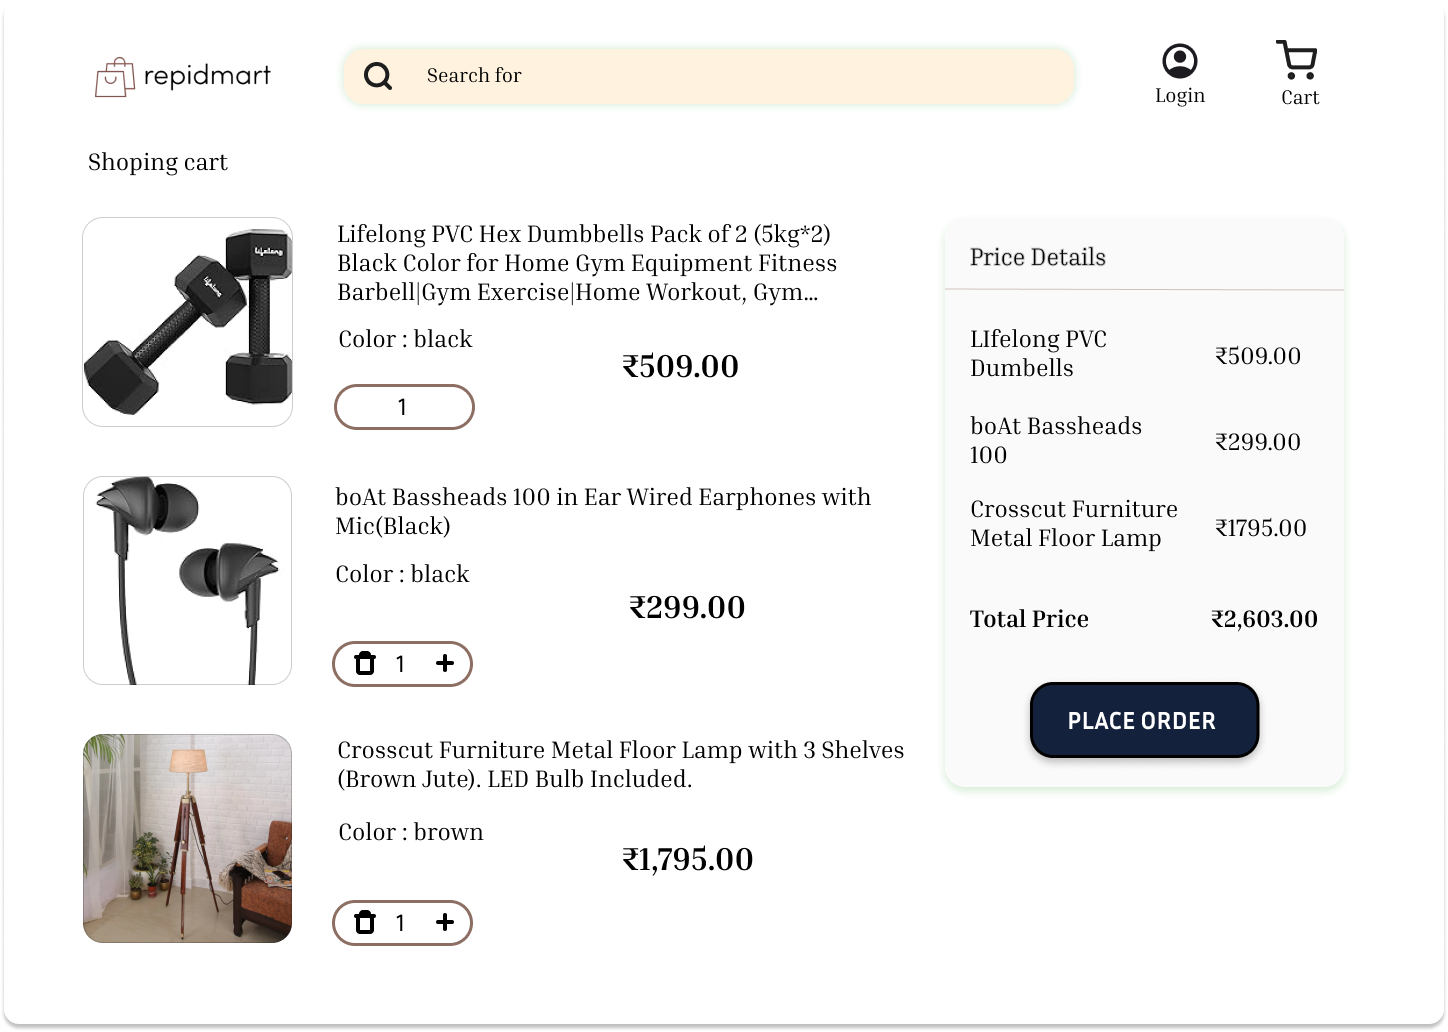 repidmart
Search for
Login
Cart
Shoping cart
lifelong
lifelong
Lifelong PVC Hex Dumbbells Pack of 2 (5kg*2)
Black Color for Home Gym Equipment Fitness
Barbell|Gym Exercise|Home Workout, Gym...
Color : black
₹509.00
1
boAt Bassheads 100 in Ear Wired Earphones with
Mic(Black)
Color : black
₹299.00
1
Crosscut Furniture Metal Floor Lamp with 3 Shelves
(Brown Jute). LED Bulb Included.
Color : brown
₹1,795.00
1
Price Details
LIfelong PVC
Dumbells
₹509.00
boAt Bassheads
100
₹299.00
Crosscut Furniture
Metal Floor Lamp
₹1795.00
Total Price
₹2,603.00
PLACE ORDER